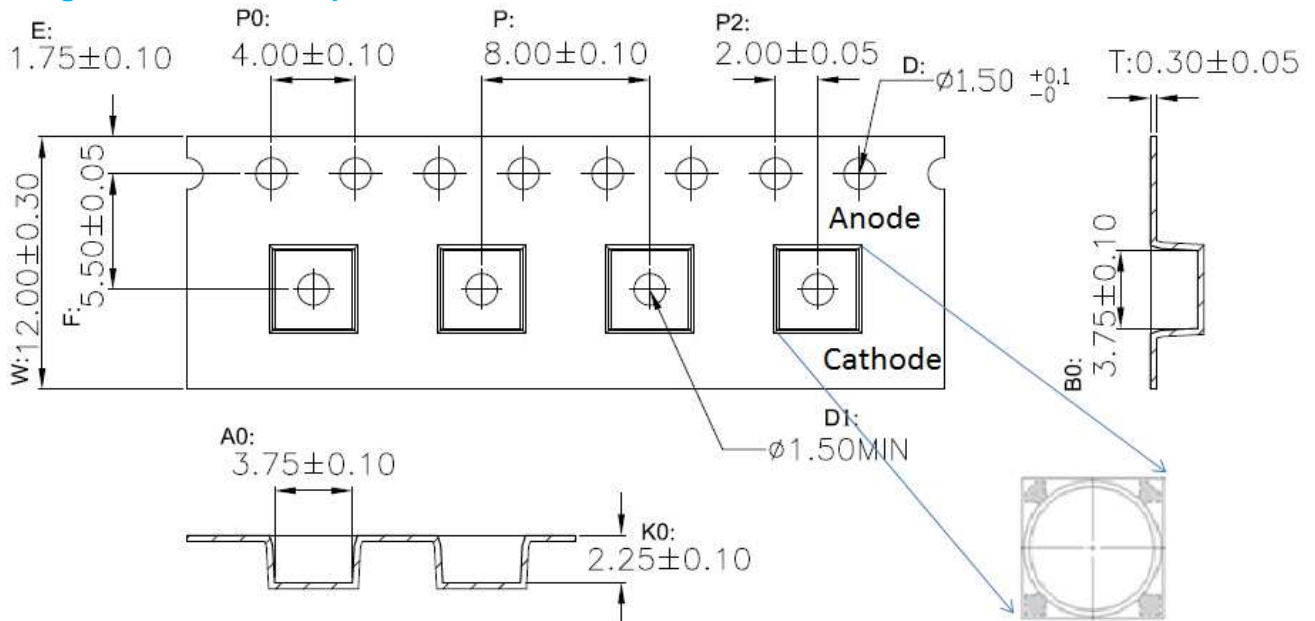 E:
1.75±0.10
P0:
4.00±0.10
P:
8.00±0.10
P2:
2.00±0.05
D:
⌀1.50 +0.1 -0
T:0.30±0.05
W:12.00±0.30
F:
5.50±0.05
Anode
Cathode
B0:
3.75±0.10
D1:
⌀1.50MIN
A0:
3.75±0.10
K0:
2.25±0.10